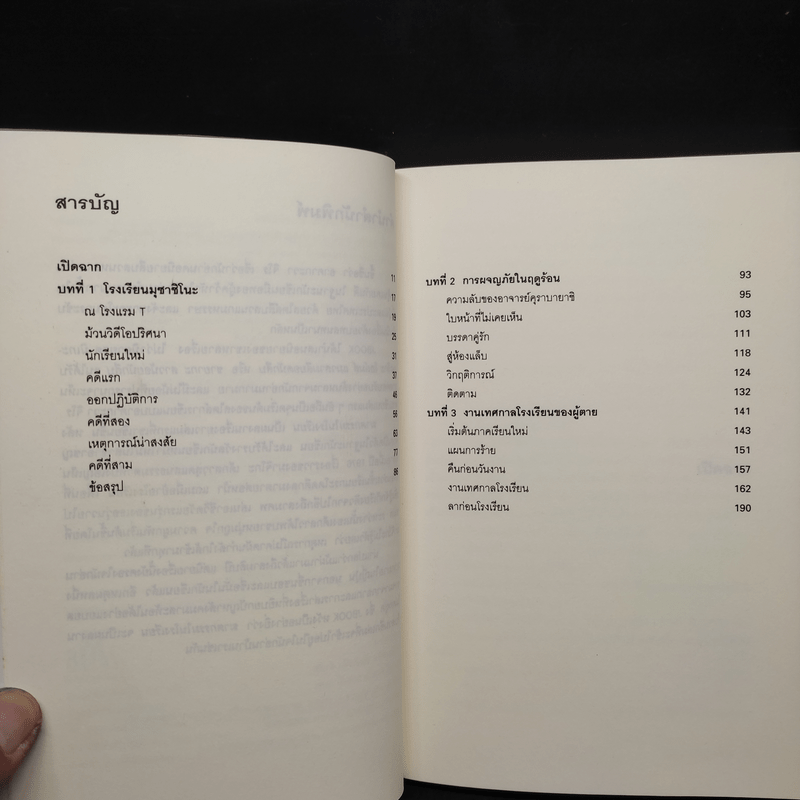 สารบัญ
เปิดฉาก 11
บทที่ 1 โรงเรียนมุซาชิโนะ 17
ณ โรงแรม T 19
ม้วนวิดีโอปริศนา 25
นักเรียนใหม่ 31
คดีแรก 37
ออกปฏิบัติการ 46
คดีที่สอง 56
เหตุการณ์น่าสงสัย 63
คดีที่สาม 77
ข้อสรุป 86
บทที่ 2 การผจญภัยในฤดูร้อน 93
ความลับของอาจารย์คุราบายาชิ 95
ใบหน้าที่ไม่เคยเห็น 103
บรรดาคู่รัก 111
สู่ห้องแล็บ 118
วิกฤติการณ์ 124
ติดตาม 132
บทที่ 3 งานเทศกาลโรงเรียนของผู้ตาย 141
เริ่มต้นภาคเรียนใหม่ 143
แผนการร้าย 151
คืนก่อนวันงาน 157
งานเทศกาลโรงเรียน 162
ลาก่อนโรงเรียน 190